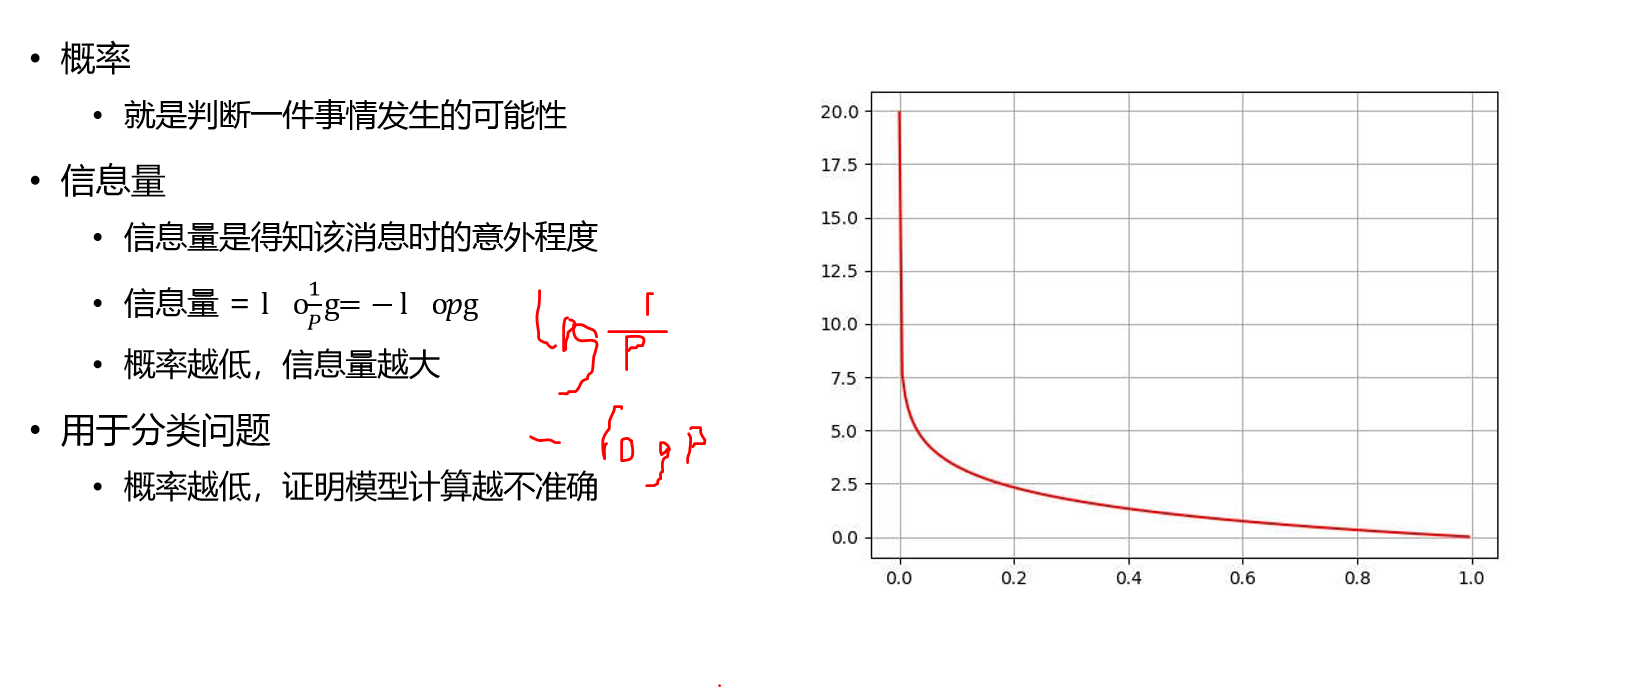 • 概率
• 就是判断一件事情发生的可能性
• 信息量
• 信息量是得知该消息时的意外程度
• 信息量 = l o 1/P g= − l opg
log 1/P
• 概率越低，信息量越大
• 用于分类问题
- log P
• 概率越低，证明模型计算越不准确
20.0
17.5
15.0
12.5
10.0
7.5
5.0
2.5
0.0
0.0 0.2 0.4 0.6 0.8 1.0